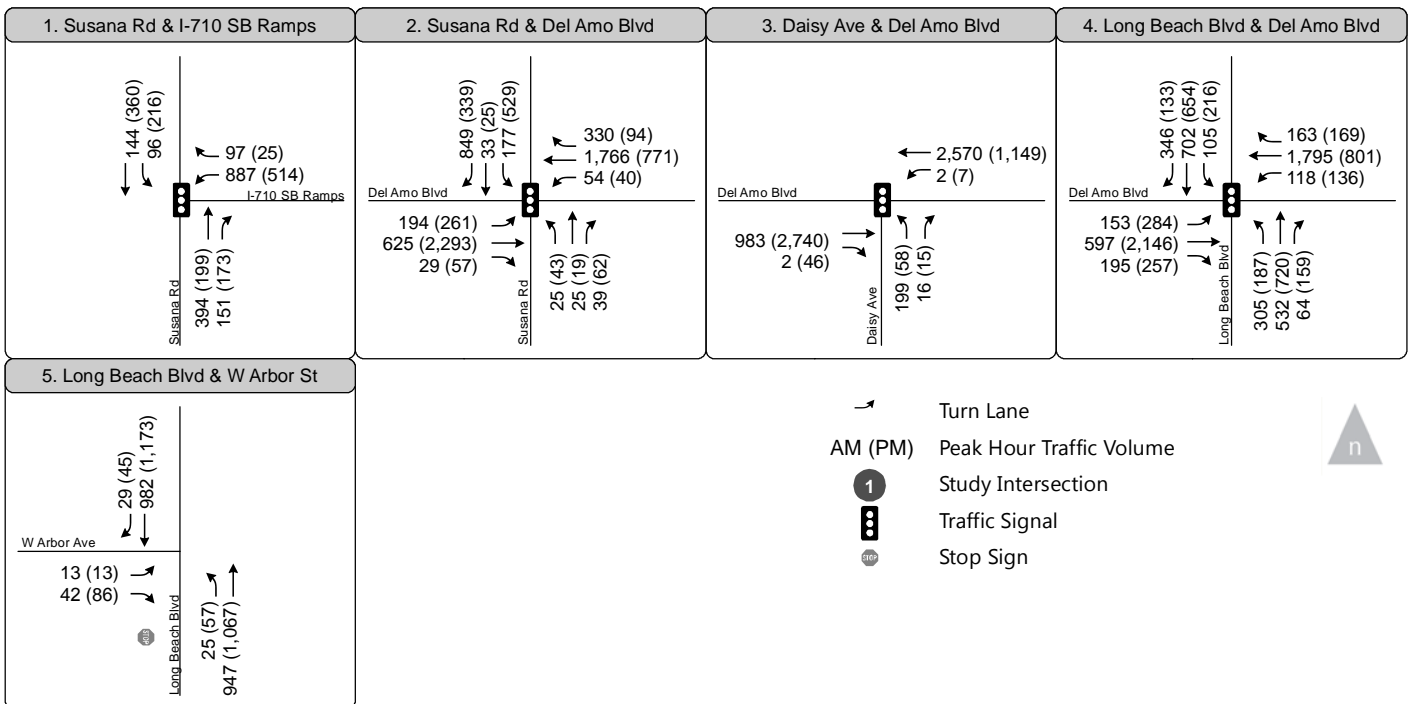 1. Susana Rd & I-710 SB Ramps
144 (360)
96 (216)
97 (25)
887 (514)
I-710 SB Ramps
Susana Rd
394 (199)
151 (173)
2. Susana Rd & Del Amo Blvd
849 (339)
33 (25)
177 (529)
330 (94)
1,766 (771)
54 (40)
Del Amo Blvd
194 (261)
625 (2,293)
29 (57)
Susana Rd
25 (43)
25 (19)
39 (62)
3. Daisy Ave & Del Amo Blvd
2,570 (1,149)
2 (7)
Del Amo Blvd
983 (2,740)
2 (46)
Daisy Ave
199 (58)
16 (15)
4. Long Beach Blvd & Del Amo Blvd
346 (133)
702 (654)
105 (216)
163 (169)
1,795 (801)
118 (136)
Del Amo Blvd
153 (284)
597 (2,146)
195 (257)
Long Beach Blvd
305 (187)
532 (720)
64 (159)
5. Long Beach Blvd & W Arbor St
29 (45)
982 (1,173)
W Arbor Ave
13 (13)
42 (86)
STOP
Long Beach Blvd
25 (57)
947 (1,067)
Turn Lane
AM (PM) Peak Hour Traffic Volume
1 Study Intersection
Traffic Signal
STOP Stop Sign
n